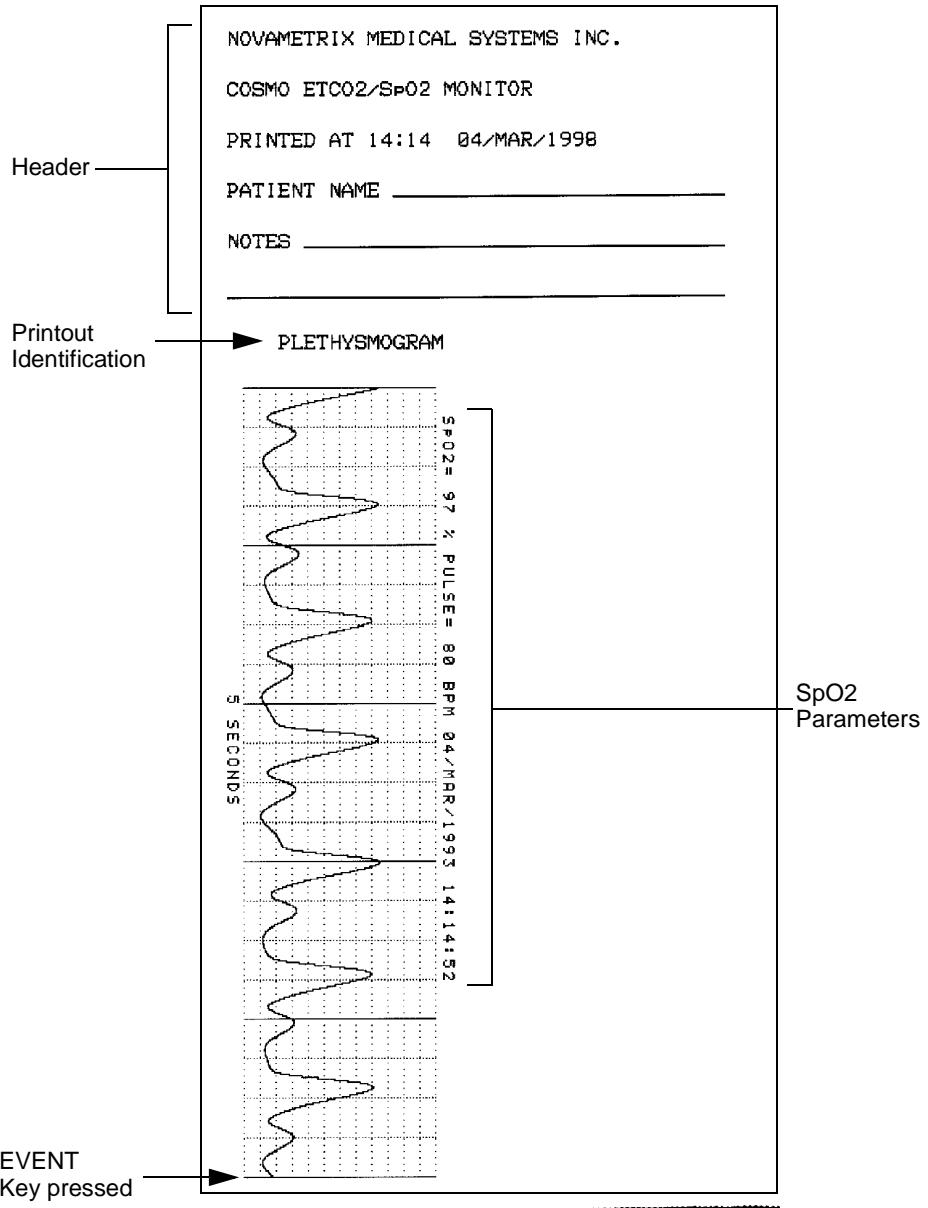 NOVAMETRIX MEDICAL SYSTEMS INC.
COSMO ETCO2/SpO2 MONITOR
PRINTED AT 14:14 04/MAR/1998
Header
PATIENT NAME
NOTES
Printout
Identification
PLETHYSMOGRAM
SpO2= 97 % PULSE= 80 BPM 04/MAR/1993 14:14:52
5 SECONDS
SpO2
Parameters
EVENT
Key pressed